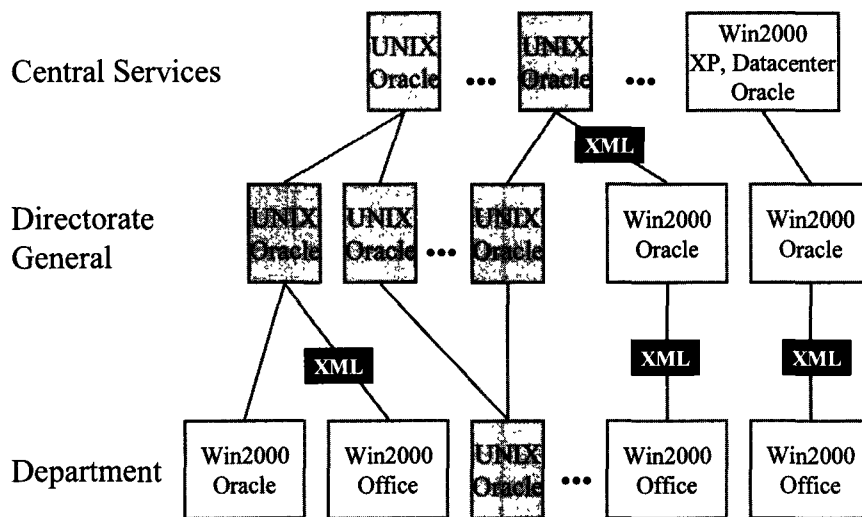 Central Services
UNIX
Oracle
...
UNIX
Oracle
...
Win2000
XP, Datacenter
Oracle
XML
Directorate
General
UNIX
Oracle
UNIX
Oracle
...
UNIX
Oracle
Win2000
Oracle
Win2000
Oracle
XML
XML
XML
Department
Win2000
Oracle
Win2000
Office
UNIX
Oracle
...
Win2000
Office
Win2000
Office